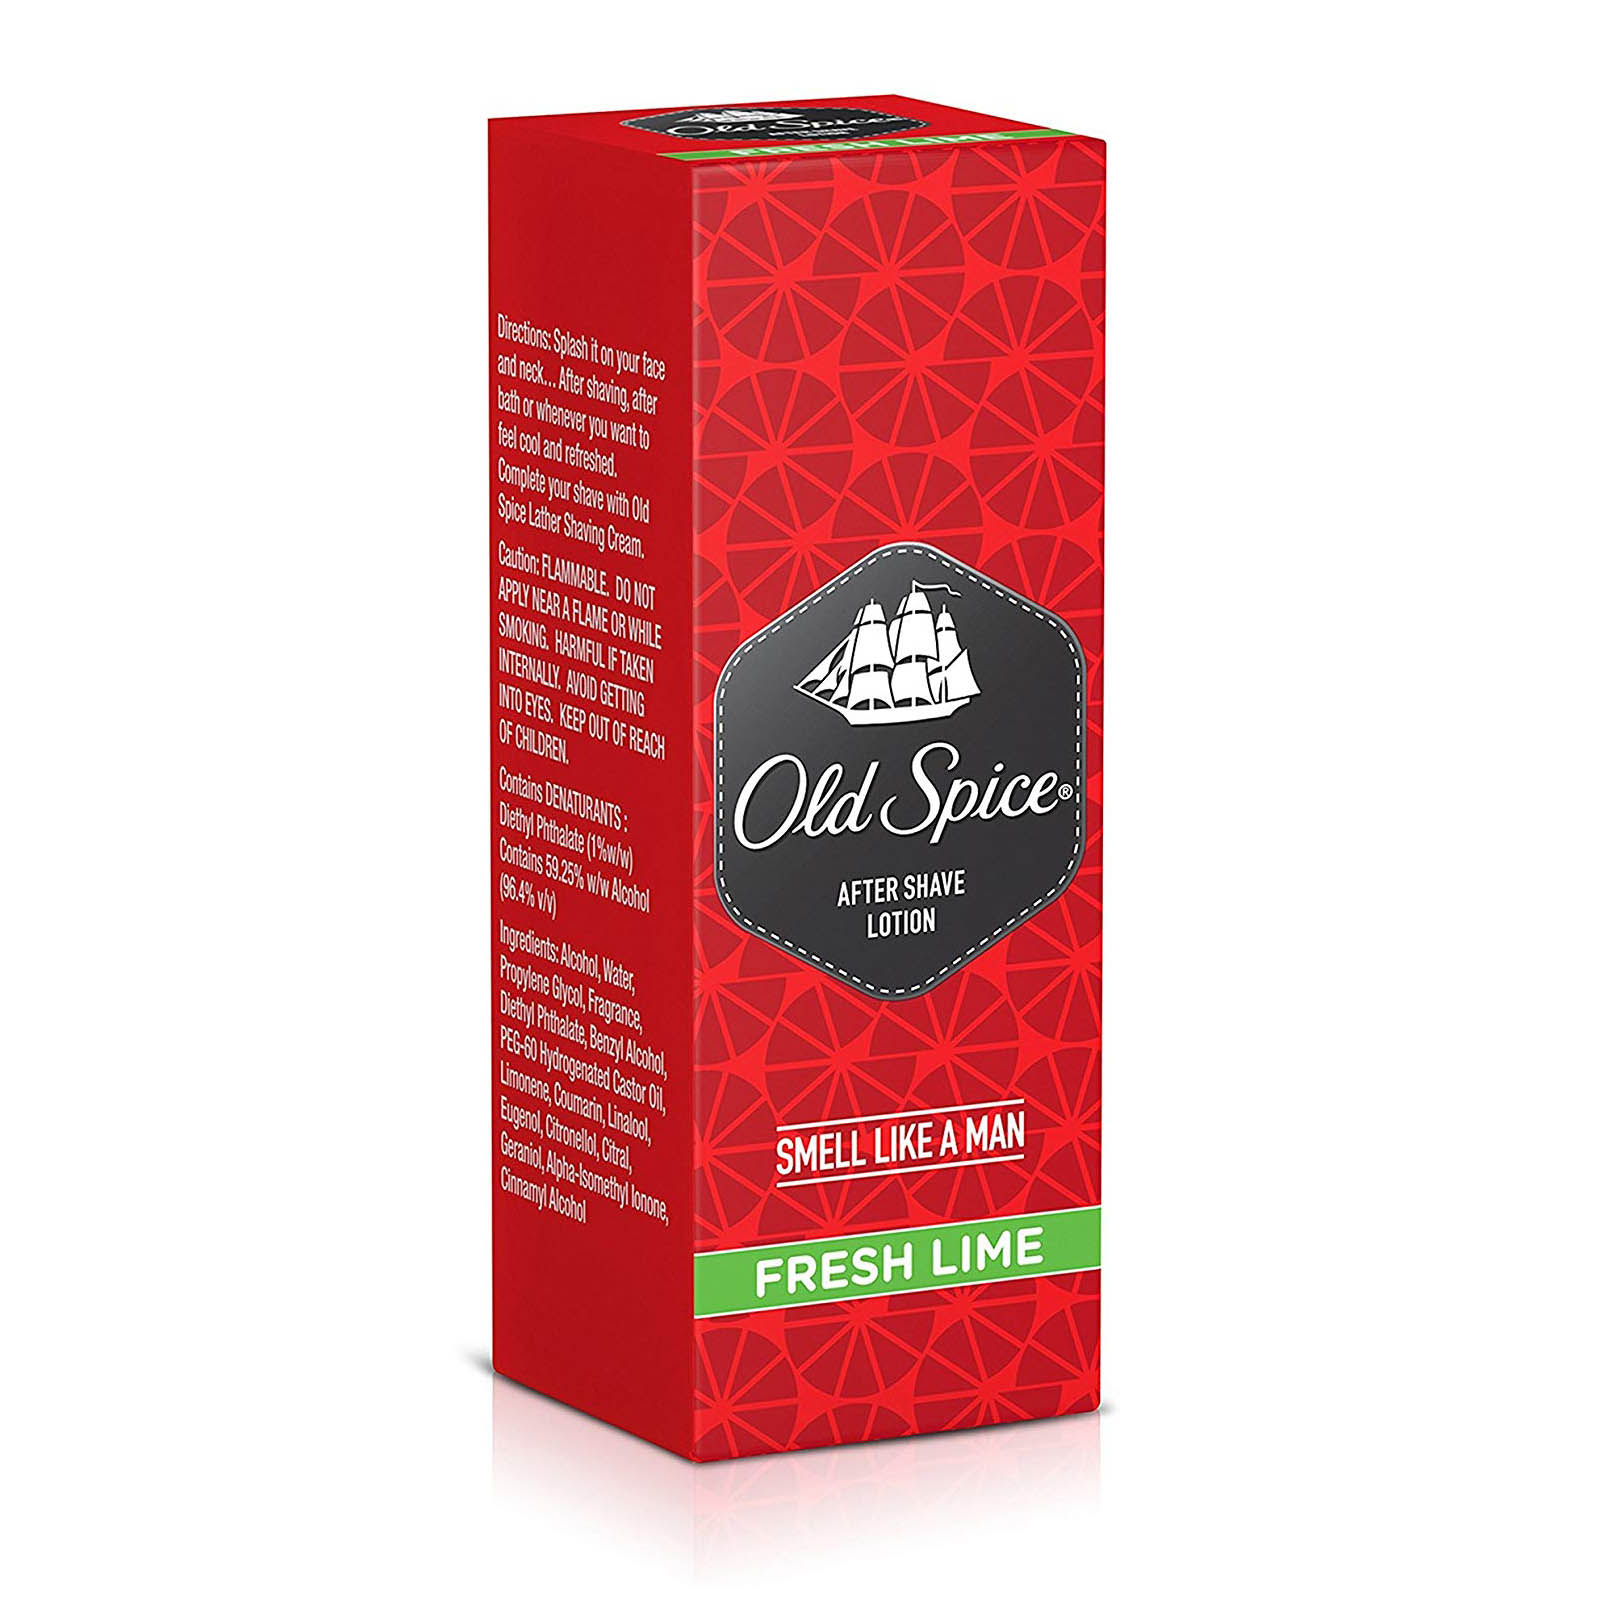 Old Spice
AFTER SHAVE
LOTION
FRESH LIME
Directions: Splash it on your face
and neck... After shaving, after
bath or whenever you want to
feel cool and refreshed.
Complete your shave with Old
Spice Lather Shaving Cream.
Caution: FLAMMABLE. DO NOT
APPLY NEAR A FLAME OR WHILE
SMOKING. HARMFUL IF TAKEN
INTERNALLY. AVOID GETTING
INTO EYES. KEEP OUT OF REACH
OF CHILDREN.
Contains DENATURANTS :
Diethyl Phthalate (1%w/w)
Contains 59.25% w/w Alcohol
(96.4% v/v)
Ingredients: Alcohol, Water,
Propylene Glycol, Fragrance,
Diethyl Phthalate, Benzyl Alcohol,
PEG-60 Hydrogenated Castor Oil,
Limonene, Coumarin, Linalool,
Eugenol, Citronellol, Citral,
Geraniol, Alpha-Isomethyl Ionone,
Cinnamyl Alcohol
Old Spice®
AFTER SHAVE
LOTION
SMELL LIKE A MAN
FRESH LIME